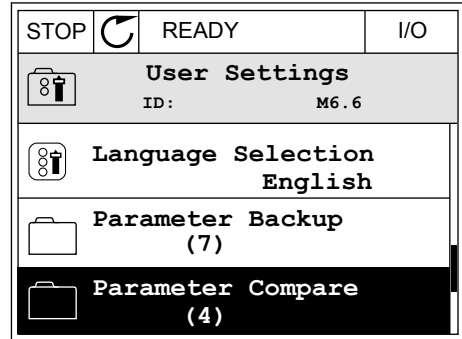 STOP READY I/O
User Settings
ID: M6.6
Language Selection
English
Parameter Backup
(7)
Parameter Compare
(4)